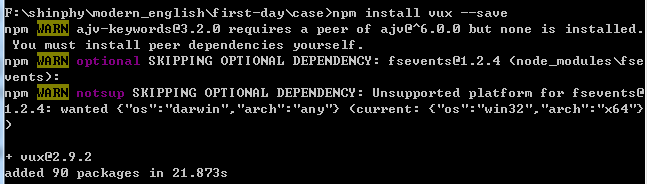 F:\shinphy\modern_english\first-day\case>npm install vux --save
npm WARN ajv-keywords@3.2.0 requires a peer of ajv@^6.0.0 but none is installed.
 You must install peer dependencies yourself.
npm WARN optional SKIPPING OPTIONAL DEPENDENCY: fsevents@1.2.4 (node_modules\fse
vents):
npm WARN notsup SKIPPING OPTIONAL DEPENDENCY: Unsupported platform for fsevents@
1.2.4: wanted {"os":"darwin","arch":"any"} (current: {"os":"win32","arch":"x64"}
)
+ vux@2.9.2
added 90 packages in 21.873s